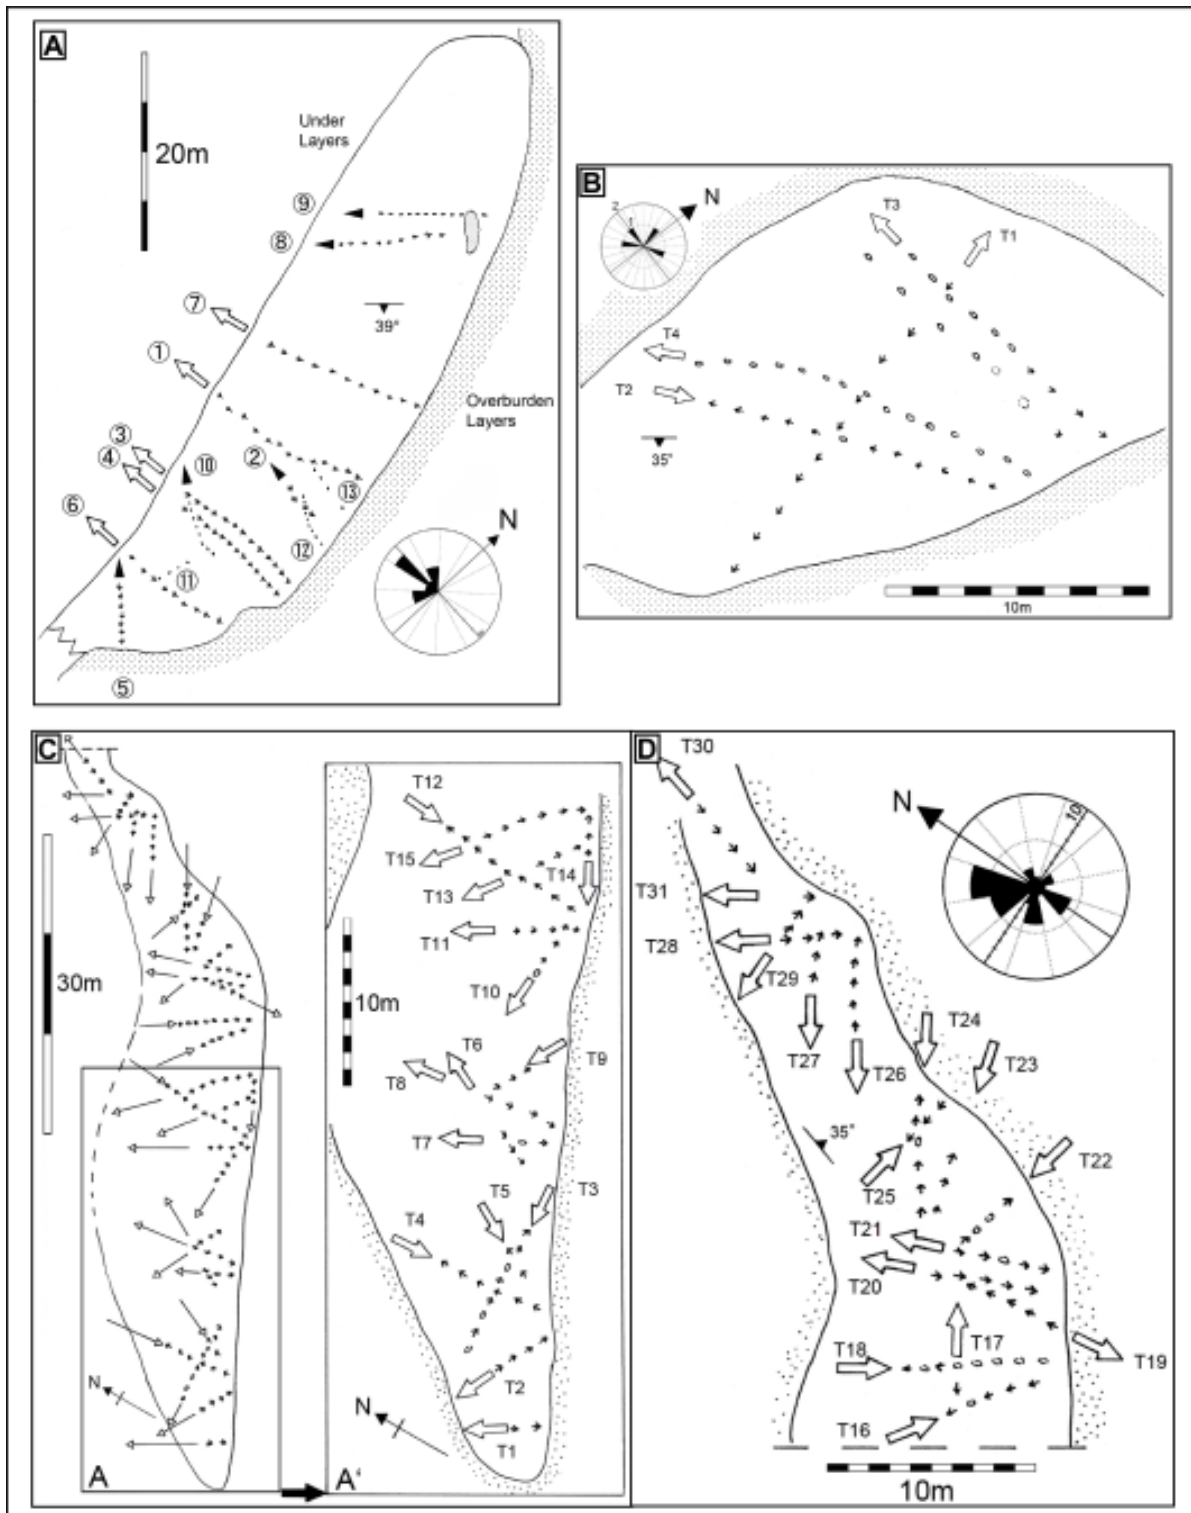 A
20m
Under
Layers
⑨
⑧
39°
⑦
①
Overburden
Layers
③
④
⑩
②
⑬
⑥
⑫
⑪
N
⑤
B
2
1
N
T3
T1
T4
T2
35°
10m
C
R
30m
N
A
T12
T15
T14
T13
T11
10m
T10
T6
T9
T8
T7
T5
T3
T4
T2
N
T1
A'
D
T30
N
10
T31
T28
T29
T24
T27
T26
T23
35°
T22
T25
T21
T20
T17
T18
T19
T16
10m